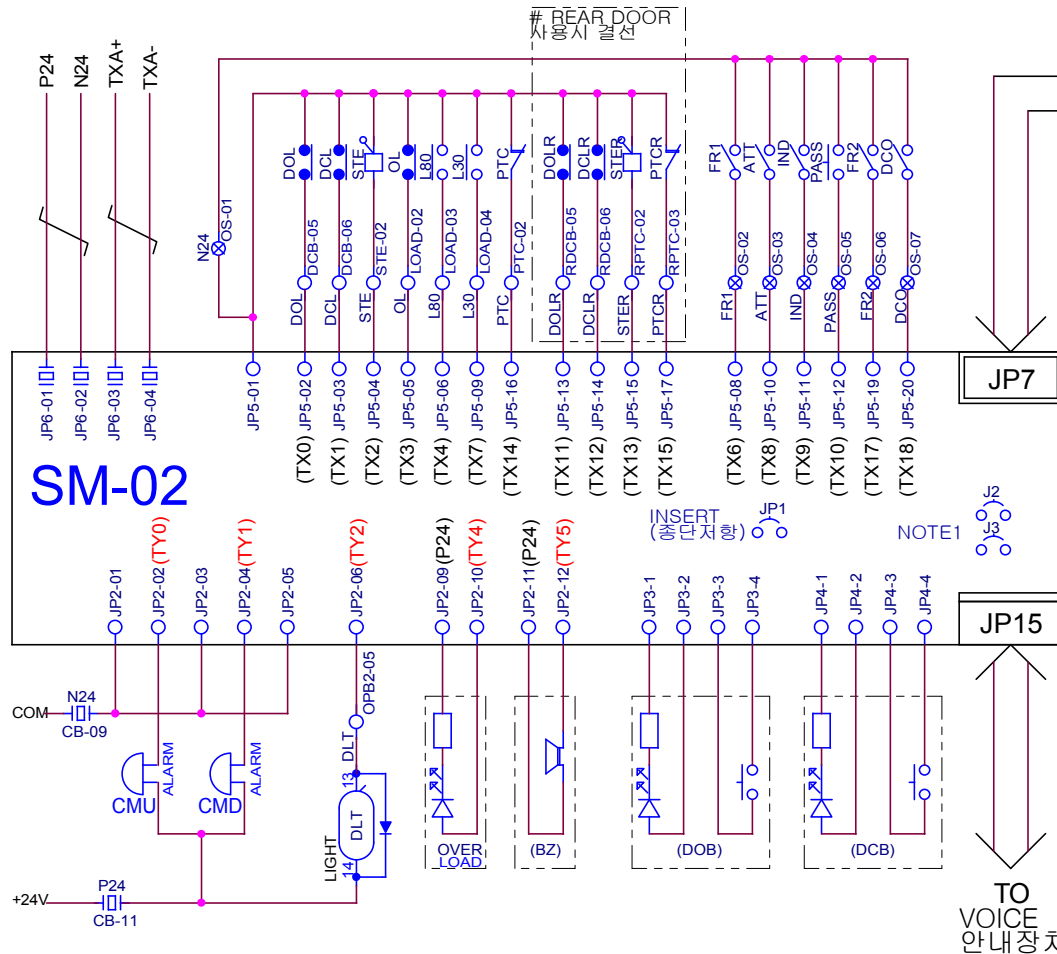 # REAR DOOR
사용시 결선
P24
N24
TXA+
TXA-
DOL
DCL
STE
OL
L80
L30
PTC
DOLR
DCLR
STER
PTCR
FR1
ATT
IND
PASS
FR2
DCO
N24
OS-01
DCB-05
DCB-06
STE-02
LOAD-02
LOAD-03
LOAD-04
PTC-02
RDCB-05
RDCB-06
RPTC-02
RPTC-03
OS-02
OS-03
OS-04
OS-05
OS-06
OS-07
DOL
DCL
STE
OL
L80
L30
PTC
DOLR
DCLR
STER
PTCR
FR1
ATT
IND
PASS
FR2
DCO
JP6-01
JP6-02
JP6-03
JP6-04
JP5-01
JP5-02
JP5-03
JP5-04
JP5-05
JP5-06
JP5-09
JP5-16
JP5-13
JP5-14
JP5-15
JP5-17
JP5-08
JP5-10
JP5-11
JP5-12
JP5-19
JP5-20
JP7
(TX0)
(TX1)
(TX2)
(TX3)
(TX4)
(TX7)
(TX14)
(TX11)
(TX12)
(TX13)
(TX15)
(TX6)
(TX8)
(TX9)
(TX10)
(TX17)
(TX18)
SM-02
INSERT
(종단저항)
JP1
NOTE1
J2
J3
JP2-01
JP2-02 (TY0)
JP2-03
JP2-04 (TY1)
JP2-05
JP2-06 (TY2)
JP2-09 (P24)
JP2-10 (TY4)
JP2-11 (P24)
JP2-12 (TY5)
JP3-1
JP3-2
JP3-3
JP3-4
JP4-1
JP4-2
JP4-3
JP4-4
JP15
COM
N24
CB-09
CMU
ALARM
CMD
ALARM
OPB2-05
DLT
13
DLT
14
LIGHT
OVER
LOAD
(BZ)
(DOB)
(DCB)
+24V
P24
CB-11
TO
VOICE
안내장치